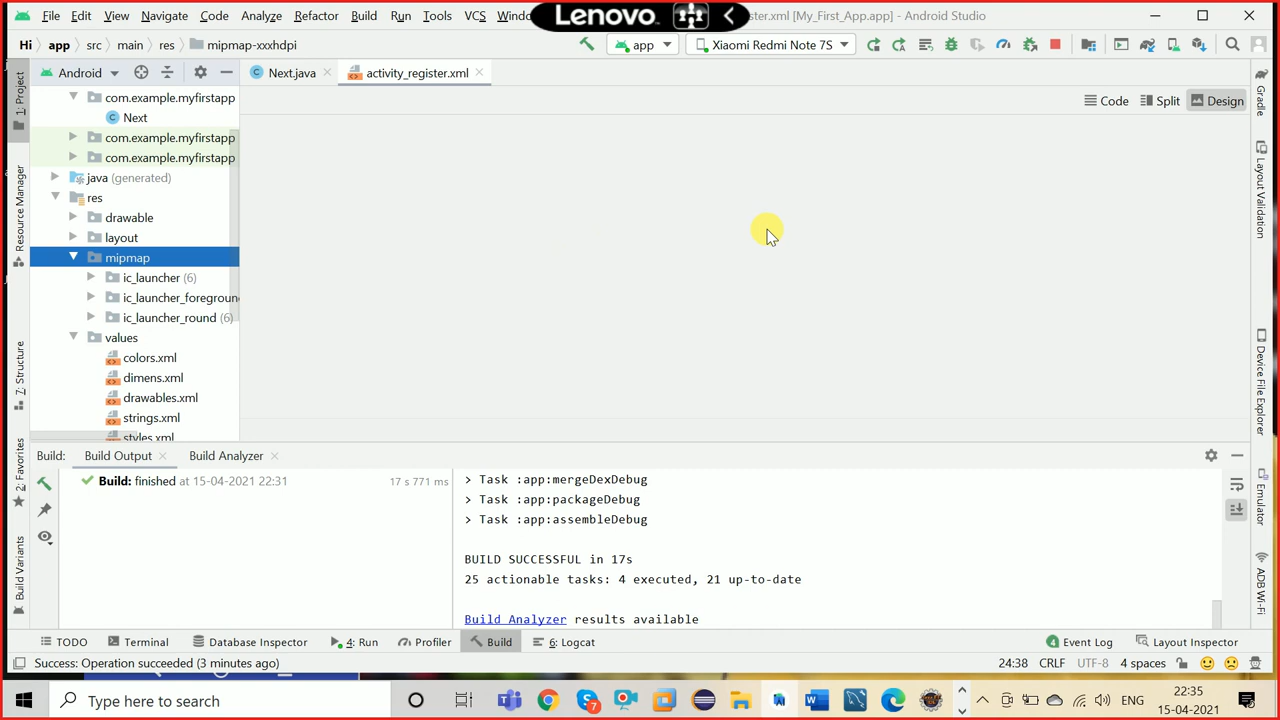 File Edit View Navigate Code Analyze Refactor Build Run Tools VCS Windo
Lenovo
ster.xml [My_First_App.app] - Android Studio
Hi app src main res mipmap-xxxhdpi
app
Xiaomi Redmi Note 7S
Android
Next.java
activity_register.xml
Code
Split
Design
1: Project
Resource Manager
7: Structure
2: Favorites
Build Variants
com.example.myfirstapp
Next
com.example.myfirstapp
com.example.myfirstapp
java (generated)
res
drawable
layout
mipmap
ic_launcher (6)
ic_launcher_foregroun
ic_launcher_round (6)
values
colors.xml
dimens.xml
drawables.xml
strings.xml
styles.xml
Gradle
Layout Validation
Device File Explorer
Emulator
ADB Wi-Fi
Build: Build Output Build Analyzer
Build: finished at 15-04-2021 22:31 17 s 771 ms
> Task :app:mergeDexDebug
> Task :app:packageDebug
> Task :app:assembleDebug
BUILD SUCCESSFUL in 17s
25 actionable tasks: 4 executed, 21 up-to-date
Build Analyzer results available
TODO Terminal Database Inspector 4: Run Profiler Build 6: Logcat
4 Event Log Layout Inspector
Success: Operation succeeded (3 minutes ago)
24:38 CRLF UTF-8 4 spaces
Type here to search
7
ENG
22:35
15-04-2021